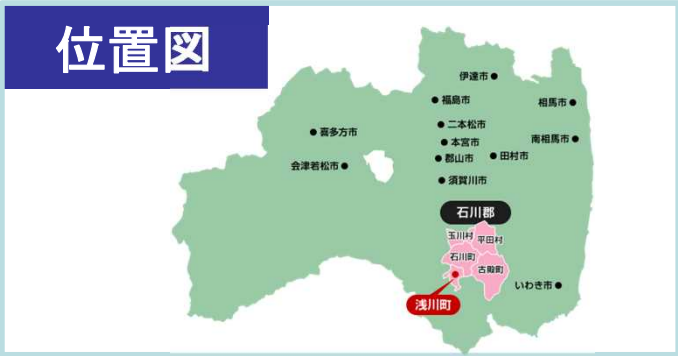 位置図
伊達市
福島市
相馬市
二本松市
喜多方市
本宮市
南相馬市
郡山市
田村市
会津若松市
須賀川市
石川郡
玉川村
平田村
石川町
古殿町
いわき市
浅川町